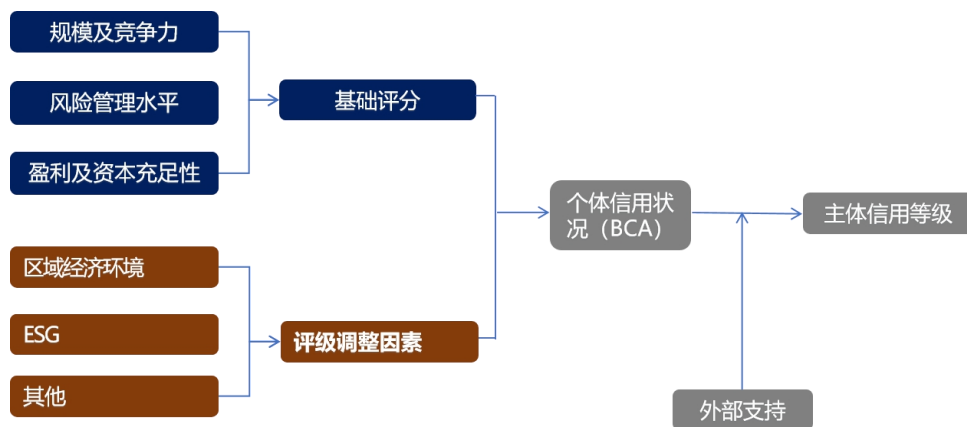 规模及竞争力
风险管理水平
盈利及资本充足性
基础评分
区域经济环境
ESG
其他
评级调整因素
个体信用状
况（BCA）
主体信用等级
外部支持